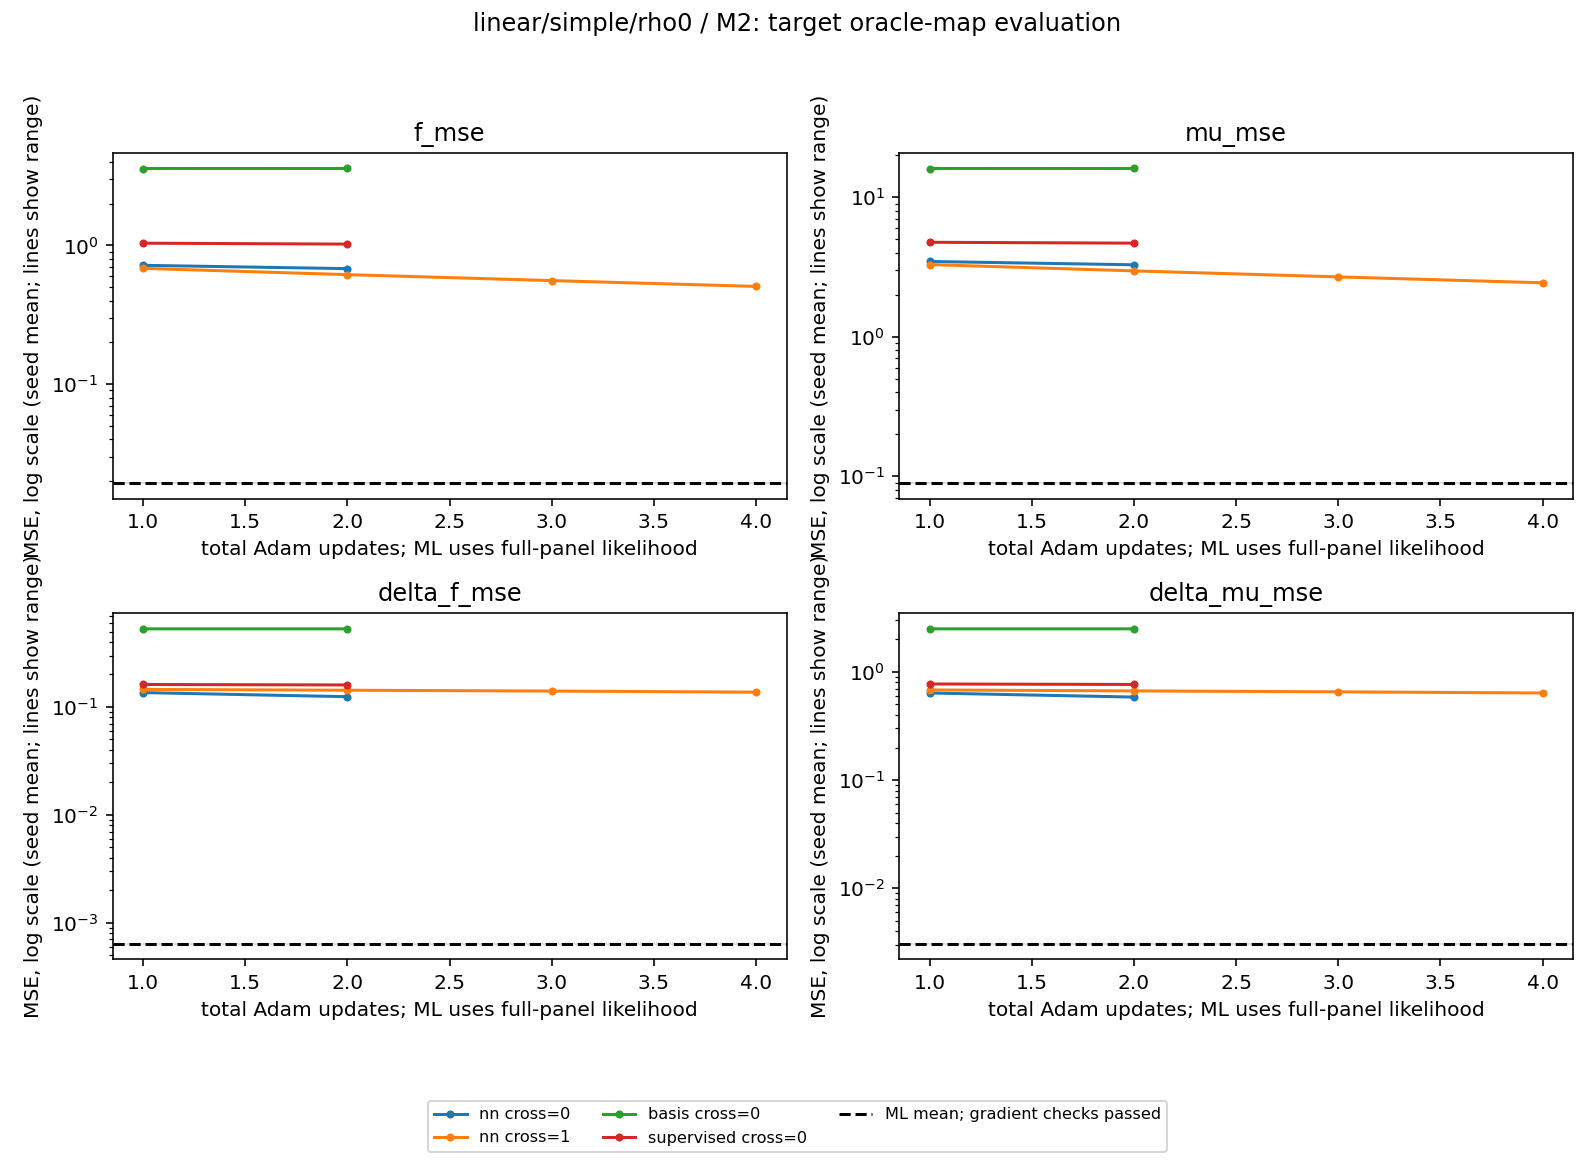 linear/simple/rho0 / M2: target oracle-map evaluation
f_mse
MSE, log scale (seed mean; lines show range)
10^0
10^-1
1.0 1.5 2.0 2.5 3.0 3.5 4.0
total Adam updates; ML uses full-panel likelihood
mu_mse
MSE, log scale (seed mean; lines show range)
10^1
10^0
10^-1
1.0 1.5 2.0 2.5 3.0 3.5 4.0
total Adam updates; ML uses full-panel likelihood
delta_f_mse
MSE, log scale (seed mean; lines show range)
10^-1
10^-2
10^-3
1.0 1.5 2.0 2.5 3.0 3.5 4.0
total Adam updates; ML uses full-panel likelihood
delta_mu_mse
MSE, log scale (seed mean; lines show range)
10^0
10^-1
10^-2
1.0 1.5 2.0 2.5 3.0 3.5 4.0
total Adam updates; ML uses full-panel likelihood
nn cross=0
nn cross=1
basis cross=0
supervised cross=0
ML mean; gradient checks passed